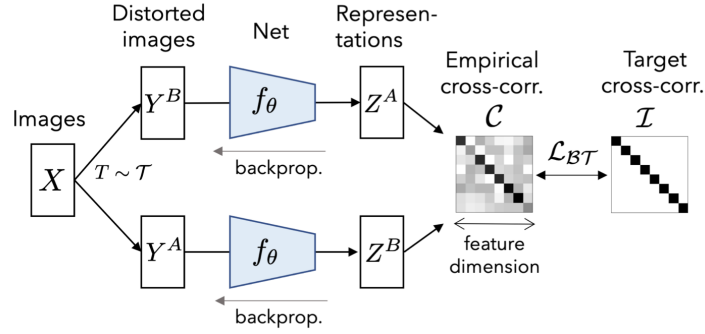 Distorted
images
Net
Represen-
tations
Empirical
cross-corr.
Target
cross-corr.
Images
X
T ∼ 𝒯
Y^B
f_θ
Z^A
backprop.
𝒞
ℒ_ℬ𝒯
ℐ
Y^A
f_θ
Z^B
backprop.
feature
dimension